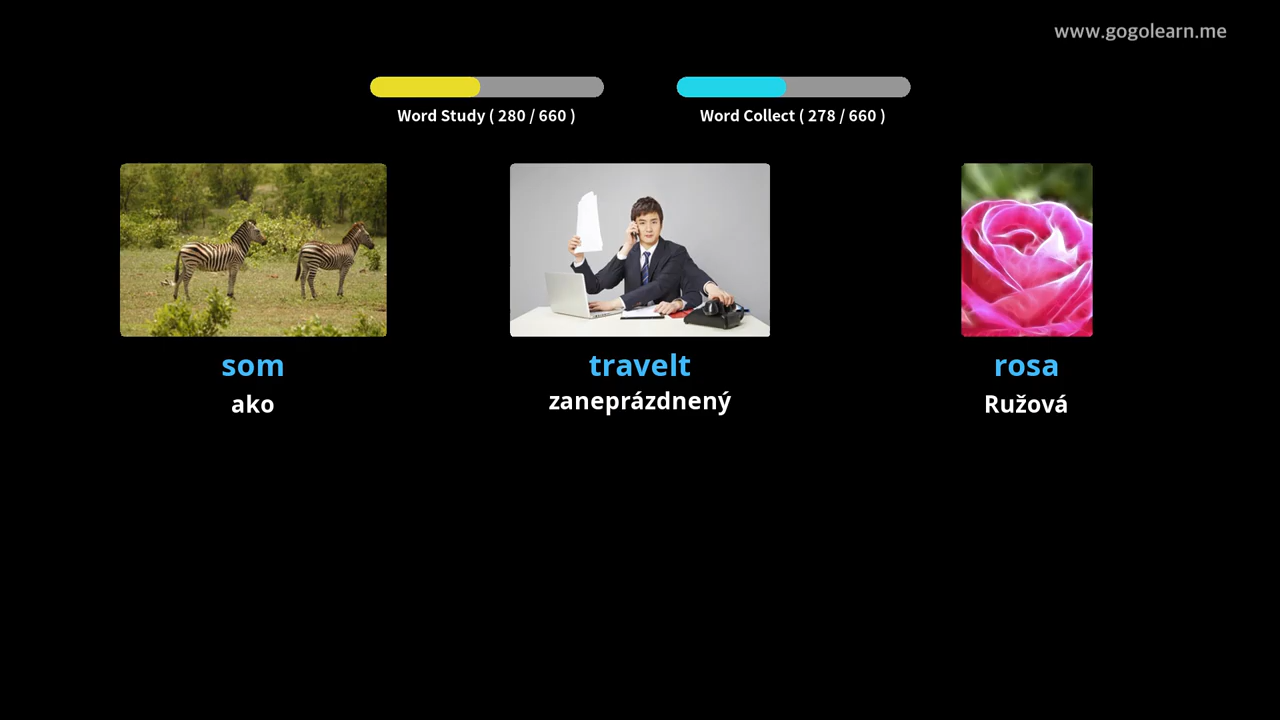 www.gogolearn.me
Word Study ( 280 / 660 )
Word Collect ( 278 / 660 )
som
ako
travelt
zaneprázdnený
rosa
Ružová